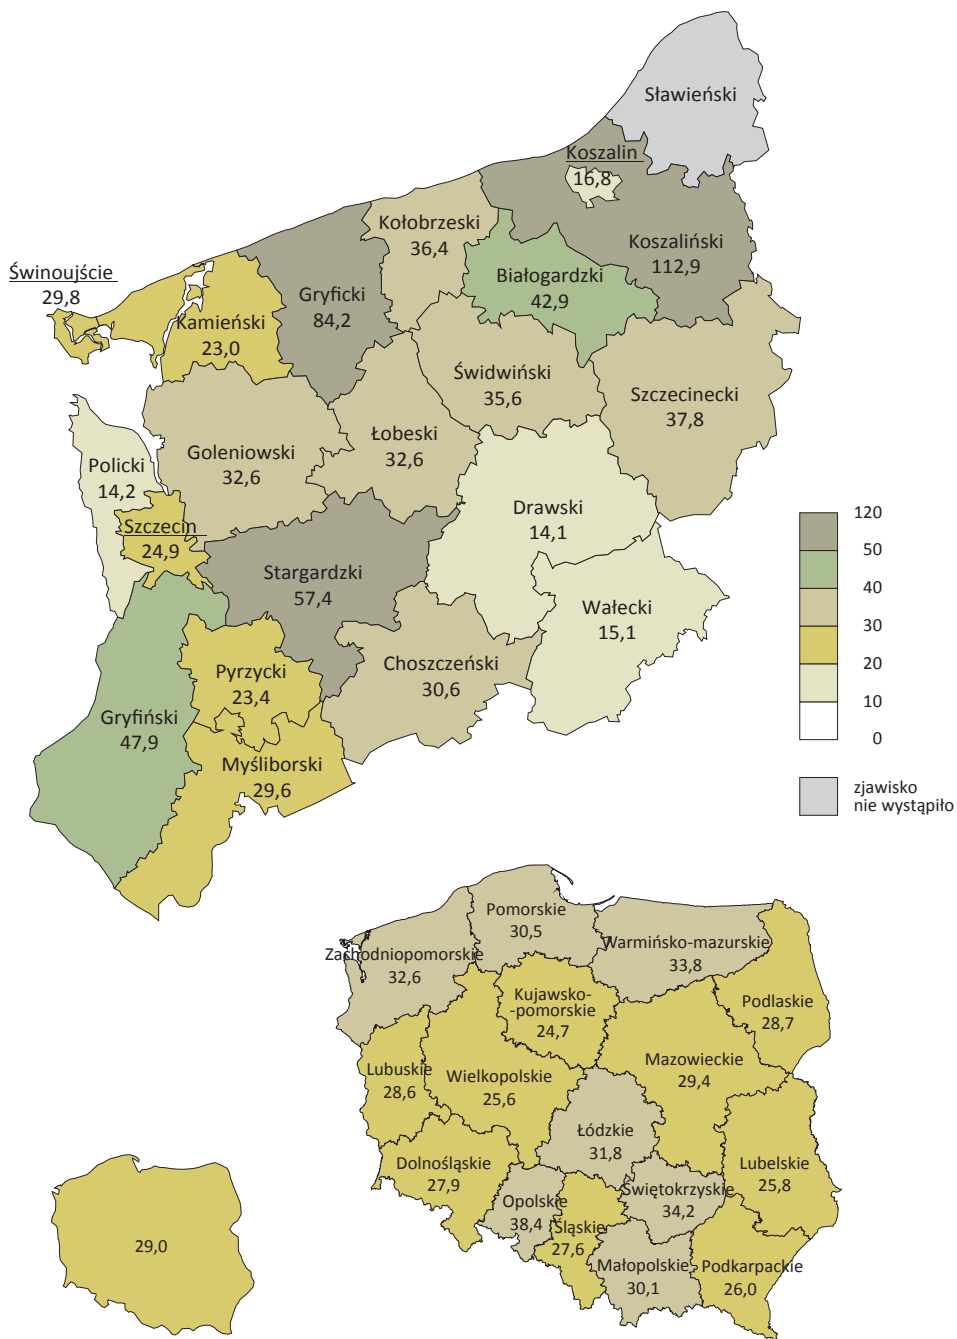 Sławieński
Koszalin
16,8
Kołobrzeski
36,4
Koszaliński
112,9
Białogardzki
42,9
Świnoujście
29,8
Gryficki
84,2
Kamieński
23,0
Świdwiński
35,6
Szczecinecki
37,8
Łobeski
32,6
Goleniowski
32,6
Policki
14,2
Szczecin
24,9
Drawski
14,1
Stargardzki
57,4
Wałecki
15,1
Choszczeński
30,6
Pyrzycki
23,4
Gryfiński
47,9
Myśliborski
29,6
120
50
40
30
20
10
0
zjawisko
nie wystąpiło
Pomorskie
30,5
Zachodniopomorskie
32,6
Warmińsko-mazurskie
33,8
Kujawsko-
-pomorskie
24,7
Podlaskie
28,7
Mazowieckie
29,4
Lubuskie
28,6
Wielkopolskie
25,6
Łódzkie
31,8
Dolnośląskie
27,9
Lubelskie
25,8
Opolskie
38,4
Świętokrzyskie
34,2
Śląskie
27,6
Małopolskie
30,1
Podkarpackie
26,0
29,0